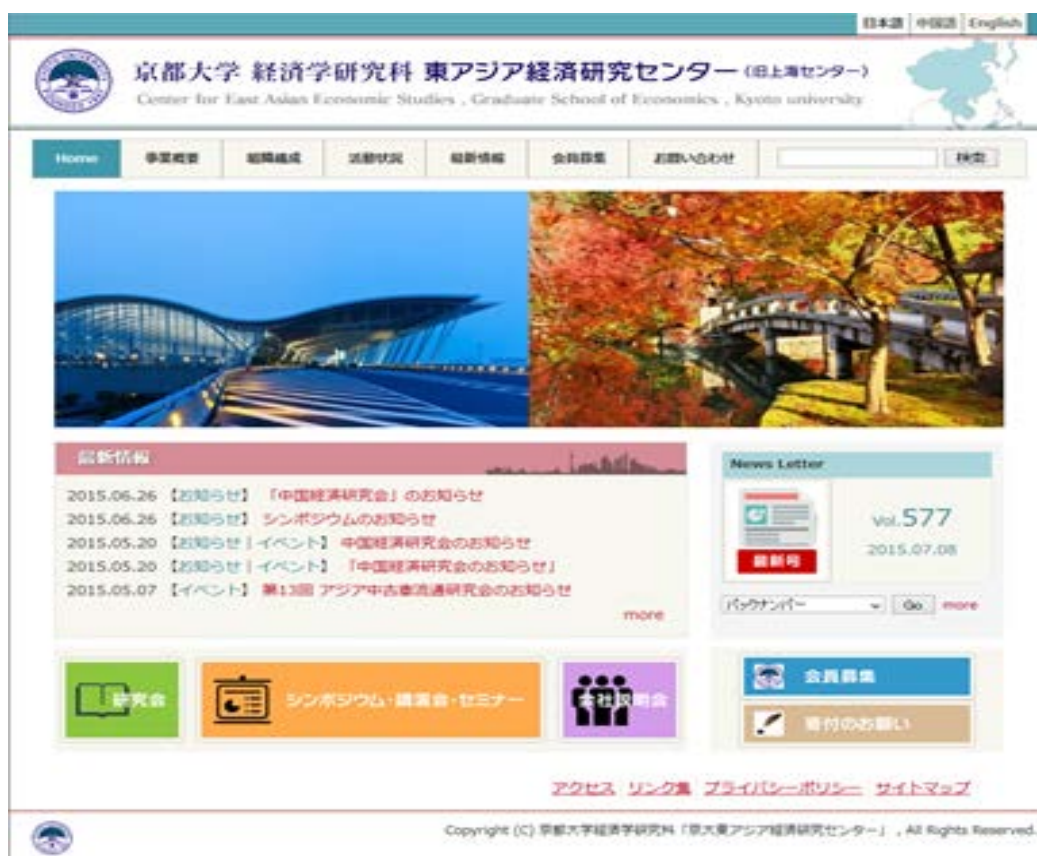 日本語 中国語 English
京都大学 経済学研究科 東アジア経済研究センター (旧上海センター)
Center for East Asian Economic Studies , Graduate School of Economics , Kyoto university
Home 事業概要 組織構成 活動状況 最新情報 会員募集 お問い合わせ 検索
最新情報
2015.06.26 【お知らせ】 「中国経済研究会」のお知らせ
2015.06.26 【お知らせ】 シンポジウムのお知らせ
2015.05.20 【お知らせ | イベント】 中国経済研究会のお知らせ
2015.05.20 【お知らせ | イベント】 「中国経済研究会のお知らせ」
2015.05.07 【イベント】 第13回 アジア中古車流通研究会のお知らせ
more
News Letter
Vol.577
2015.07.08
最新号
バックナンバー Go more
研究会
シンポジウム・講演会・セミナー
会社説明会
会員募集
寄付のお願い
アクセス リンク集 プライバシーポリシー サイトマップ
Copyright (C) 京都大学経済学研究科「京大東アジア経済研究センター」 , All Rights Reserved.